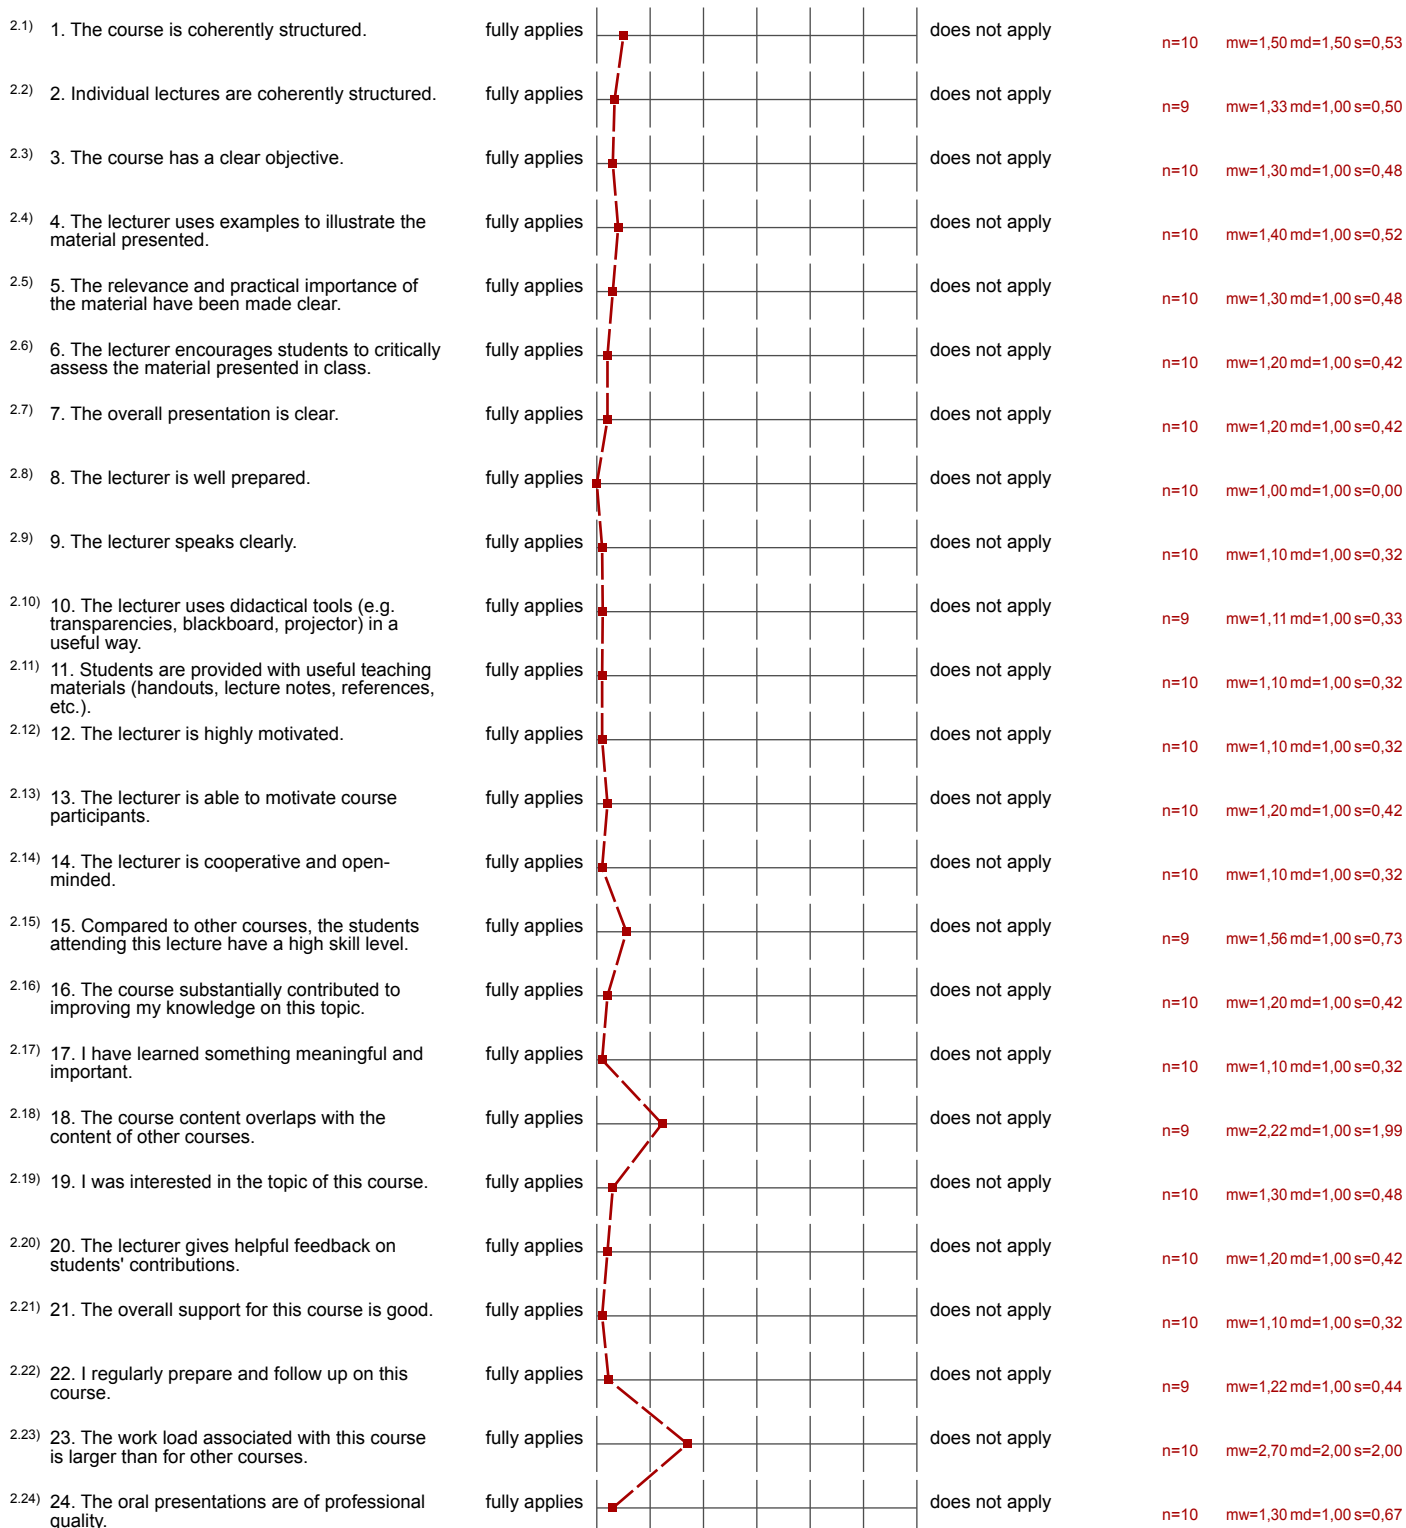 2.1) 1. The course is coherently structured. fully applies does not apply n=10 mw=1,50 md=1,50 s=0,53
2.2) 2. Individual lectures are coherently structured. fully applies does not apply n=9 mw=1,33 md=1,00 s=0,50
2.3) 3. The course has a clear objective. fully applies does not apply n=10 mw=1,30 md=1,00 s=0,48
2.4) 4. The lecturer uses examples to illustrate the fully applies does not apply
material presented. n=10 mw=1,40 md=1,00 s=0,52
2.5) 5. The relevance and practical importance of fully applies does not apply
the material have been made clear. n=10 mw=1,30 md=1,00 s=0,48
2.6) 6. The lecturer encourages students to critically fully applies does not apply
assess the material presented in class. n=10 mw=1,20 md=1,00 s=0,42
2.7) 7. The overall presentation is clear. fully applies does not apply n=10 mw=1,20 md=1,00 s=0,42
2.8) 8. The lecturer is well prepared. fully applies does not apply n=10 mw=1,00 md=1,00 s=0,00
2.9) 9. The lecturer speaks clearly. fully applies does not apply n=10 mw=1,10 md=1,00 s=0,32
2.10) 10. The lecturer uses didactical tools (e.g. fully applies does not apply
transparencies, blackboard, projector) in a n=9 mw=1,11 md=1,00 s=0,33
useful way.
2.11) 11. Students are provided with useful teaching fully applies does not apply
materials (handouts, lecture notes, references, n=10 mw=1,10 md=1,00 s=0,32
etc.).
2.12) 12. The lecturer is highly motivated. fully applies does not apply n=10 mw=1,10 md=1,00 s=0,32
2.13) 13. The lecturer is able to motivate course fully applies does not apply
participants. n=10 mw=1,20 md=1,00 s=0,42
2.14) 14. The lecturer is cooperative and open- fully applies does not apply
minded. n=10 mw=1,10 md=1,00 s=0,32
2.15) 15. Compared to other courses, the students fully applies does not apply
attending this lecture have a high skill level. n=9 mw=1,56 md=1,00 s=0,73
2.16) 16. The course substantially contributed to fully applies does not apply
improving my knowledge on this topic. n=10 mw=1,20 md=1,00 s=0,42
2.17) 17. I have learned something meaningful and fully applies does not apply
important. n=10 mw=1,10 md=1,00 s=0,32
2.18) 18. The course content overlaps with the fully applies does not apply
content of other courses. n=9 mw=2,22 md=1,00 s=1,99
2.19) 19. I was interested in the topic of this course. fully applies does not apply n=10 mw=1,30 md=1,00 s=0,48
2.20) 20. The lecturer gives helpful feedback on fully applies does not apply
students' contributions. n=10 mw=1,20 md=1,00 s=0,42
2.21) 21. The overall support for this course is good. fully applies does not apply n=10 mw=1,10 md=1,00 s=0,32
2.22) 22. I regularly prepare and follow up on this fully applies does not apply
course. n=9 mw=1,22 md=1,00 s=0,44
2.23) 23. The work load associated with this course fully applies does not apply
is larger than for other courses. n=10 mw=2,70 md=2,00 s=2,00
2.24) 24. The oral presentations are of professional fully applies does not apply
quality. n=10 mw=1,30 md=1,00 s=0,67